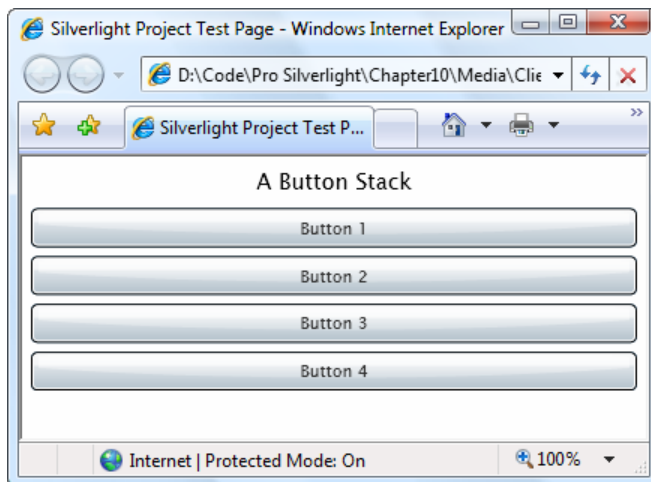 Silverlight Project Test Page - Windows Internet Explorer
D:\Code\Pro Silverlight\Chapter10\Media\Clie
Silverlight Project Test P...
A Button Stack
Button 1
Button 2
Button 3
Button 4
Internet | Protected Mode: On
100%